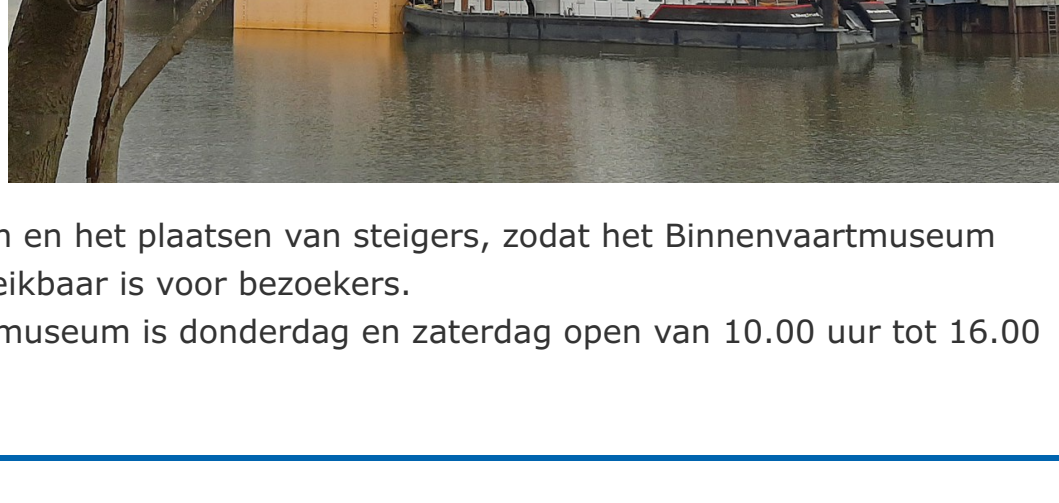 n en het plaatsen van steigers, zodat het Binnenvaartmuseum
eikbaar is voor bezoekers.
museum is donderdag en zaterdag open van 10.00 uur tot 16.00